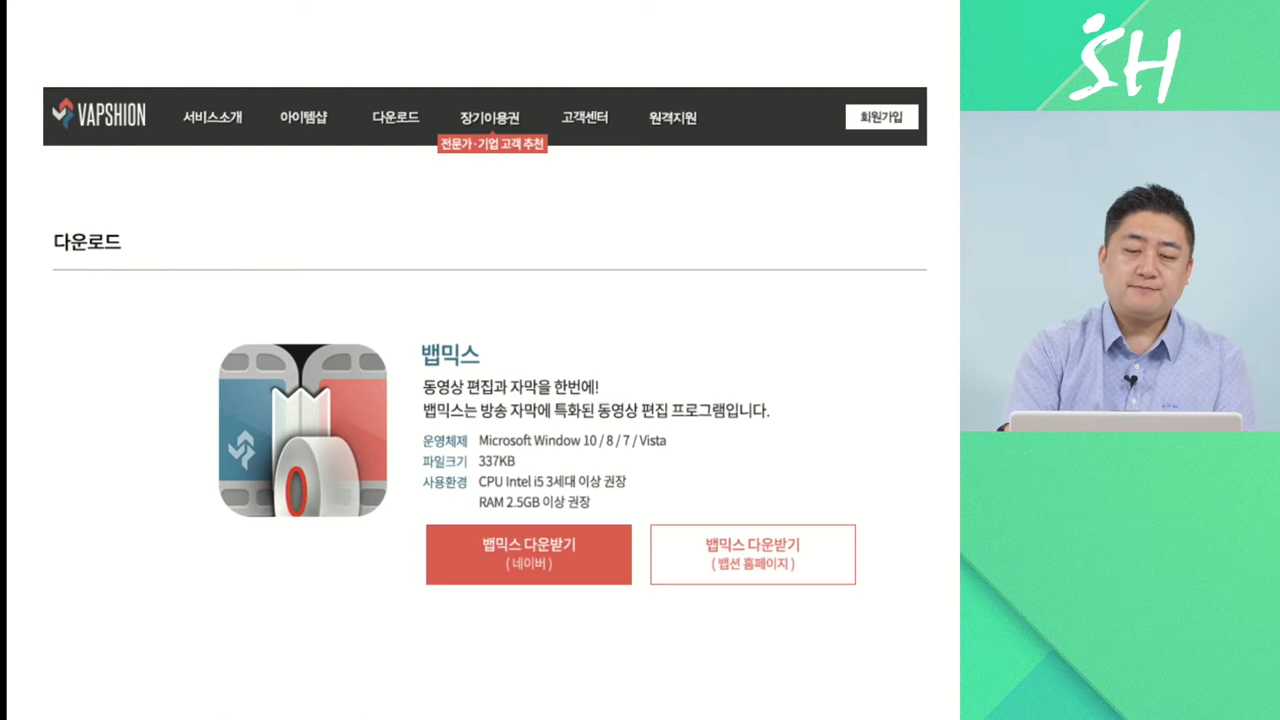 VAPSHION
서비스소개
아이템샵
다운로드
장기이용권
고객센터
원격지원
회원가입
전문가·기업 고객 추천
다운로드
뱁믹스
동영상 편집과 자막을 한번에!
뱁믹스는 방송 자막에 특화된 동영상 편집 프로그램입니다.
운영체제 Microsoft Window 10 / 8 / 7 / Vista
파일크기 337KB
사용환경 CPU Intel i5 3세대 이상 권장
RAM 2.5GB 이상 권장
뱁믹스 다운받기
( 네이버 )
뱁믹스 다운받기
( 뱁션 홈페이지 )
SH